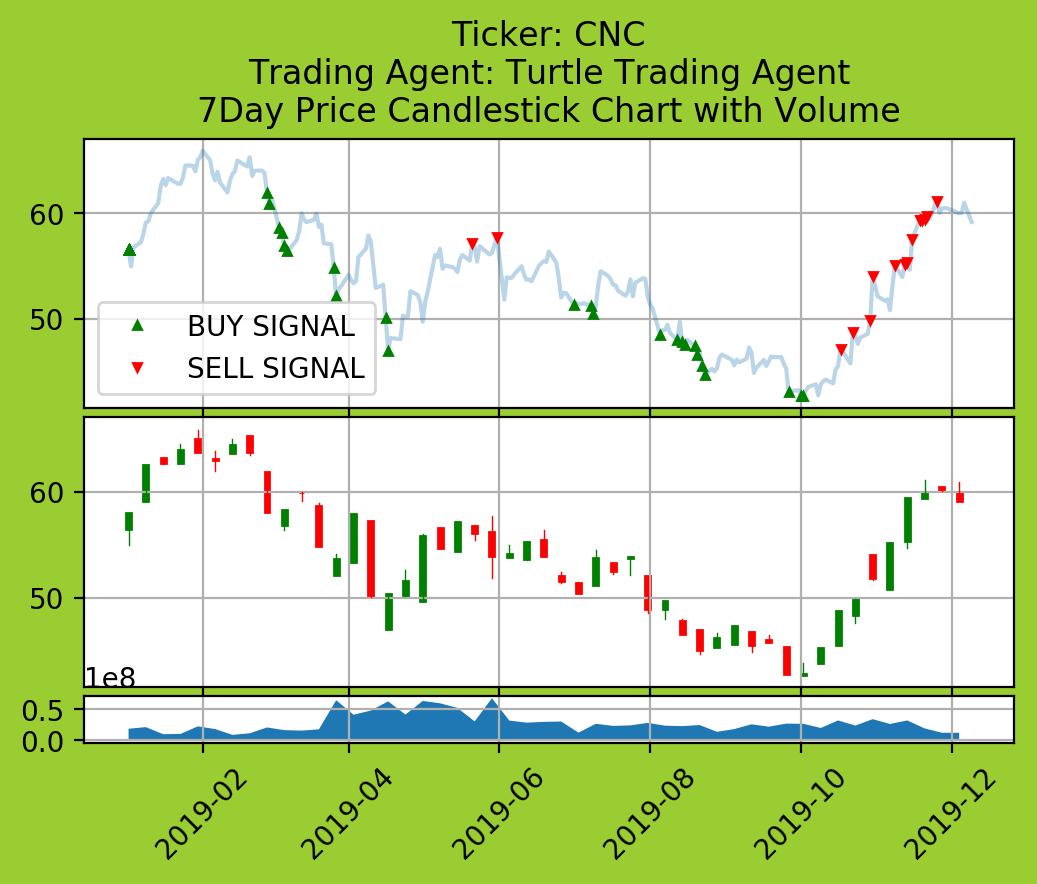 Ticker: CNC
Trading Agent: Turtle Trading Agent
7Day Price Candlestick Chart with Volume
60
50
BUY SIGNAL
SELL SIGNAL
60
50
1e8
0.5
0.0
2019-02
2019-04
2019-06
2019-08
2019-10
2019-12